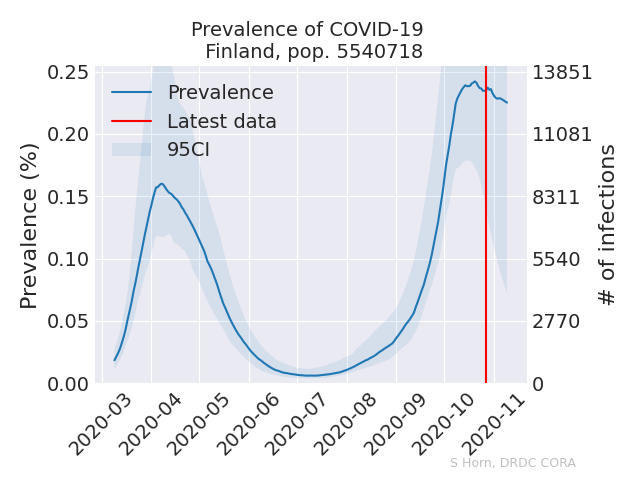 Prevalence of COVID-19
Finland, pop. 5540718
Prevalence
Latest data
95CI
Prevalence (%)
0.25
0.20
0.15
0.10
0.05
0.00
13851
11081
8311
5540
2770
0
# of infections
2020-03
2020-04
2020-05
2020-06
2020-07
2020-08
2020-09
2020-10
2020-11
S Horn, DRDC CORA